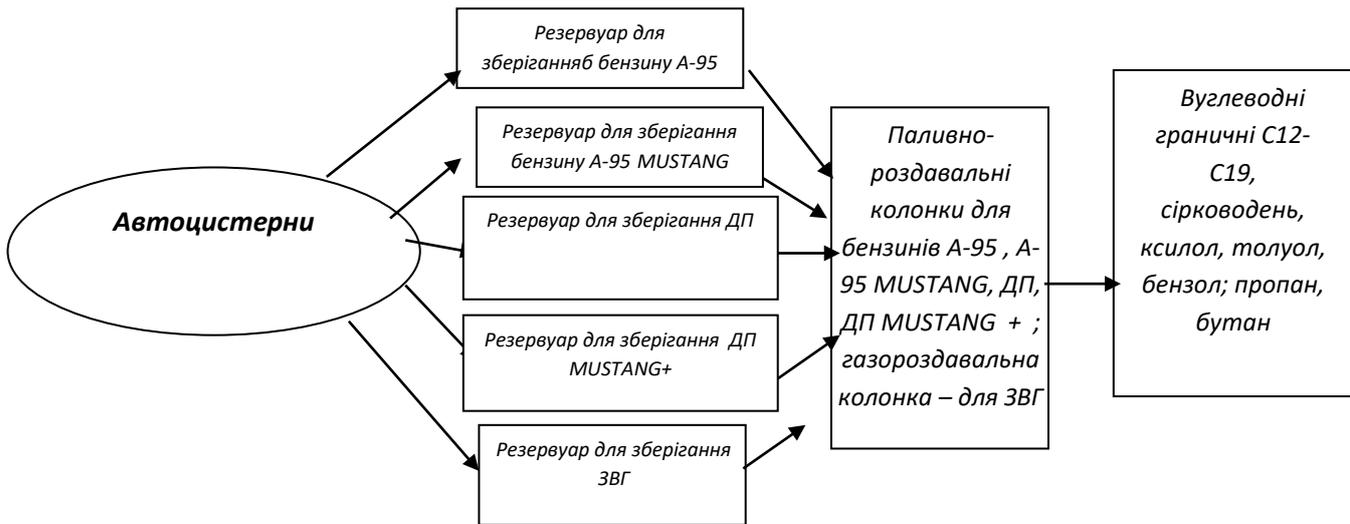 Автоцистерни
Резервуар для
зберіганняб бензину А-95
Резервуар для зберігання
бензину А-95 MUSTANG
Резервуар для зберігання ДП
Резервуар для зберігання ДП
MUSTANG+
Резервуар для зберігання
ЗВГ
Паливно-
роздавальні
колонки для
бензинів А-95 , А-
95 MUSTANG, ДП,
ДП MUSTANG + ;
газороздавальна
колонка – для ЗВГ
Вуглеводні
граничні С12-
С19,
сірководень,
ксилол, толуол,
бензол; пропан,
бутан